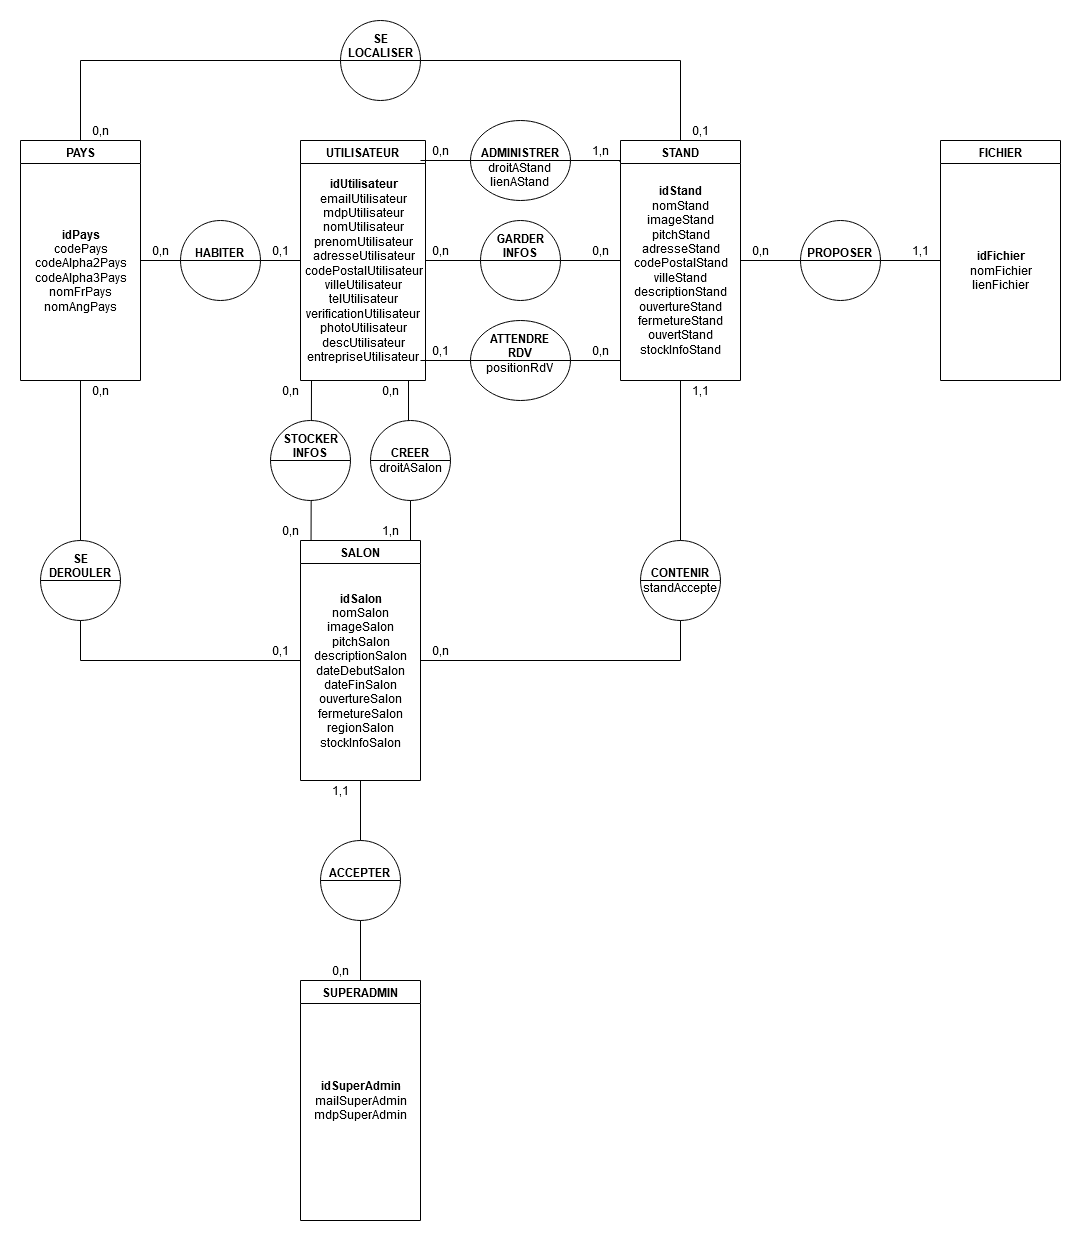 SE
LOCALISER
0,n
0,1
PAYS
idPays
codePays
codeAlpha2Pays
codeAlpha3Pays
nomFrPays
nomAngPays
0,n
HABITER
0,1
UTILISATEUR
idUtilisateur
emailUtilisateur
mdpUtilisateur
nomUtilisateur
prenomUtilisateur
adresseUtilisateur
codePostalUtilisateur
villeUtilisateur
telUtilisateur
verificationUtilisateur
photoUtilisateur
descUtilisateur
entrepriseUtilisateur
0,n
ADMINISTRER
droitAStand
lienAStand
1,n
0,n
GARDER
INFOS
0,n
0,1
ATTENDRE
RDV
positionRdV
0,n
STAND
idStand
nomStand
imageStand
pitchStand
adresseStand
codePostalStand
villeStand
descriptionStand
ouvertureStand
fermetureStand
ouvertStand
stockInfoStand
0,n
PROPOSER
1,1
FICHIER
idFichier
nomFichier
lienFichier
0,n
0,n
0,n
1,1
STOCKER
INFOS
CREER
droitASalon
0,n
1,n
SE
DEROULER
0,1
SALON
idSalon
nomSalon
imageSalon
pitchSalon
descriptionSalon
dateDebutSalon
dateFinSalon
ouvertureSalon
fermetureSalon
regionSalon
stockInfoSalon
0,n
CONTENIR
standAccepte
1,1
ACCEPTER
0,n
SUPERADMIN
idSuperAdmin
mailSuperAdmin
mdpSuperAdmin